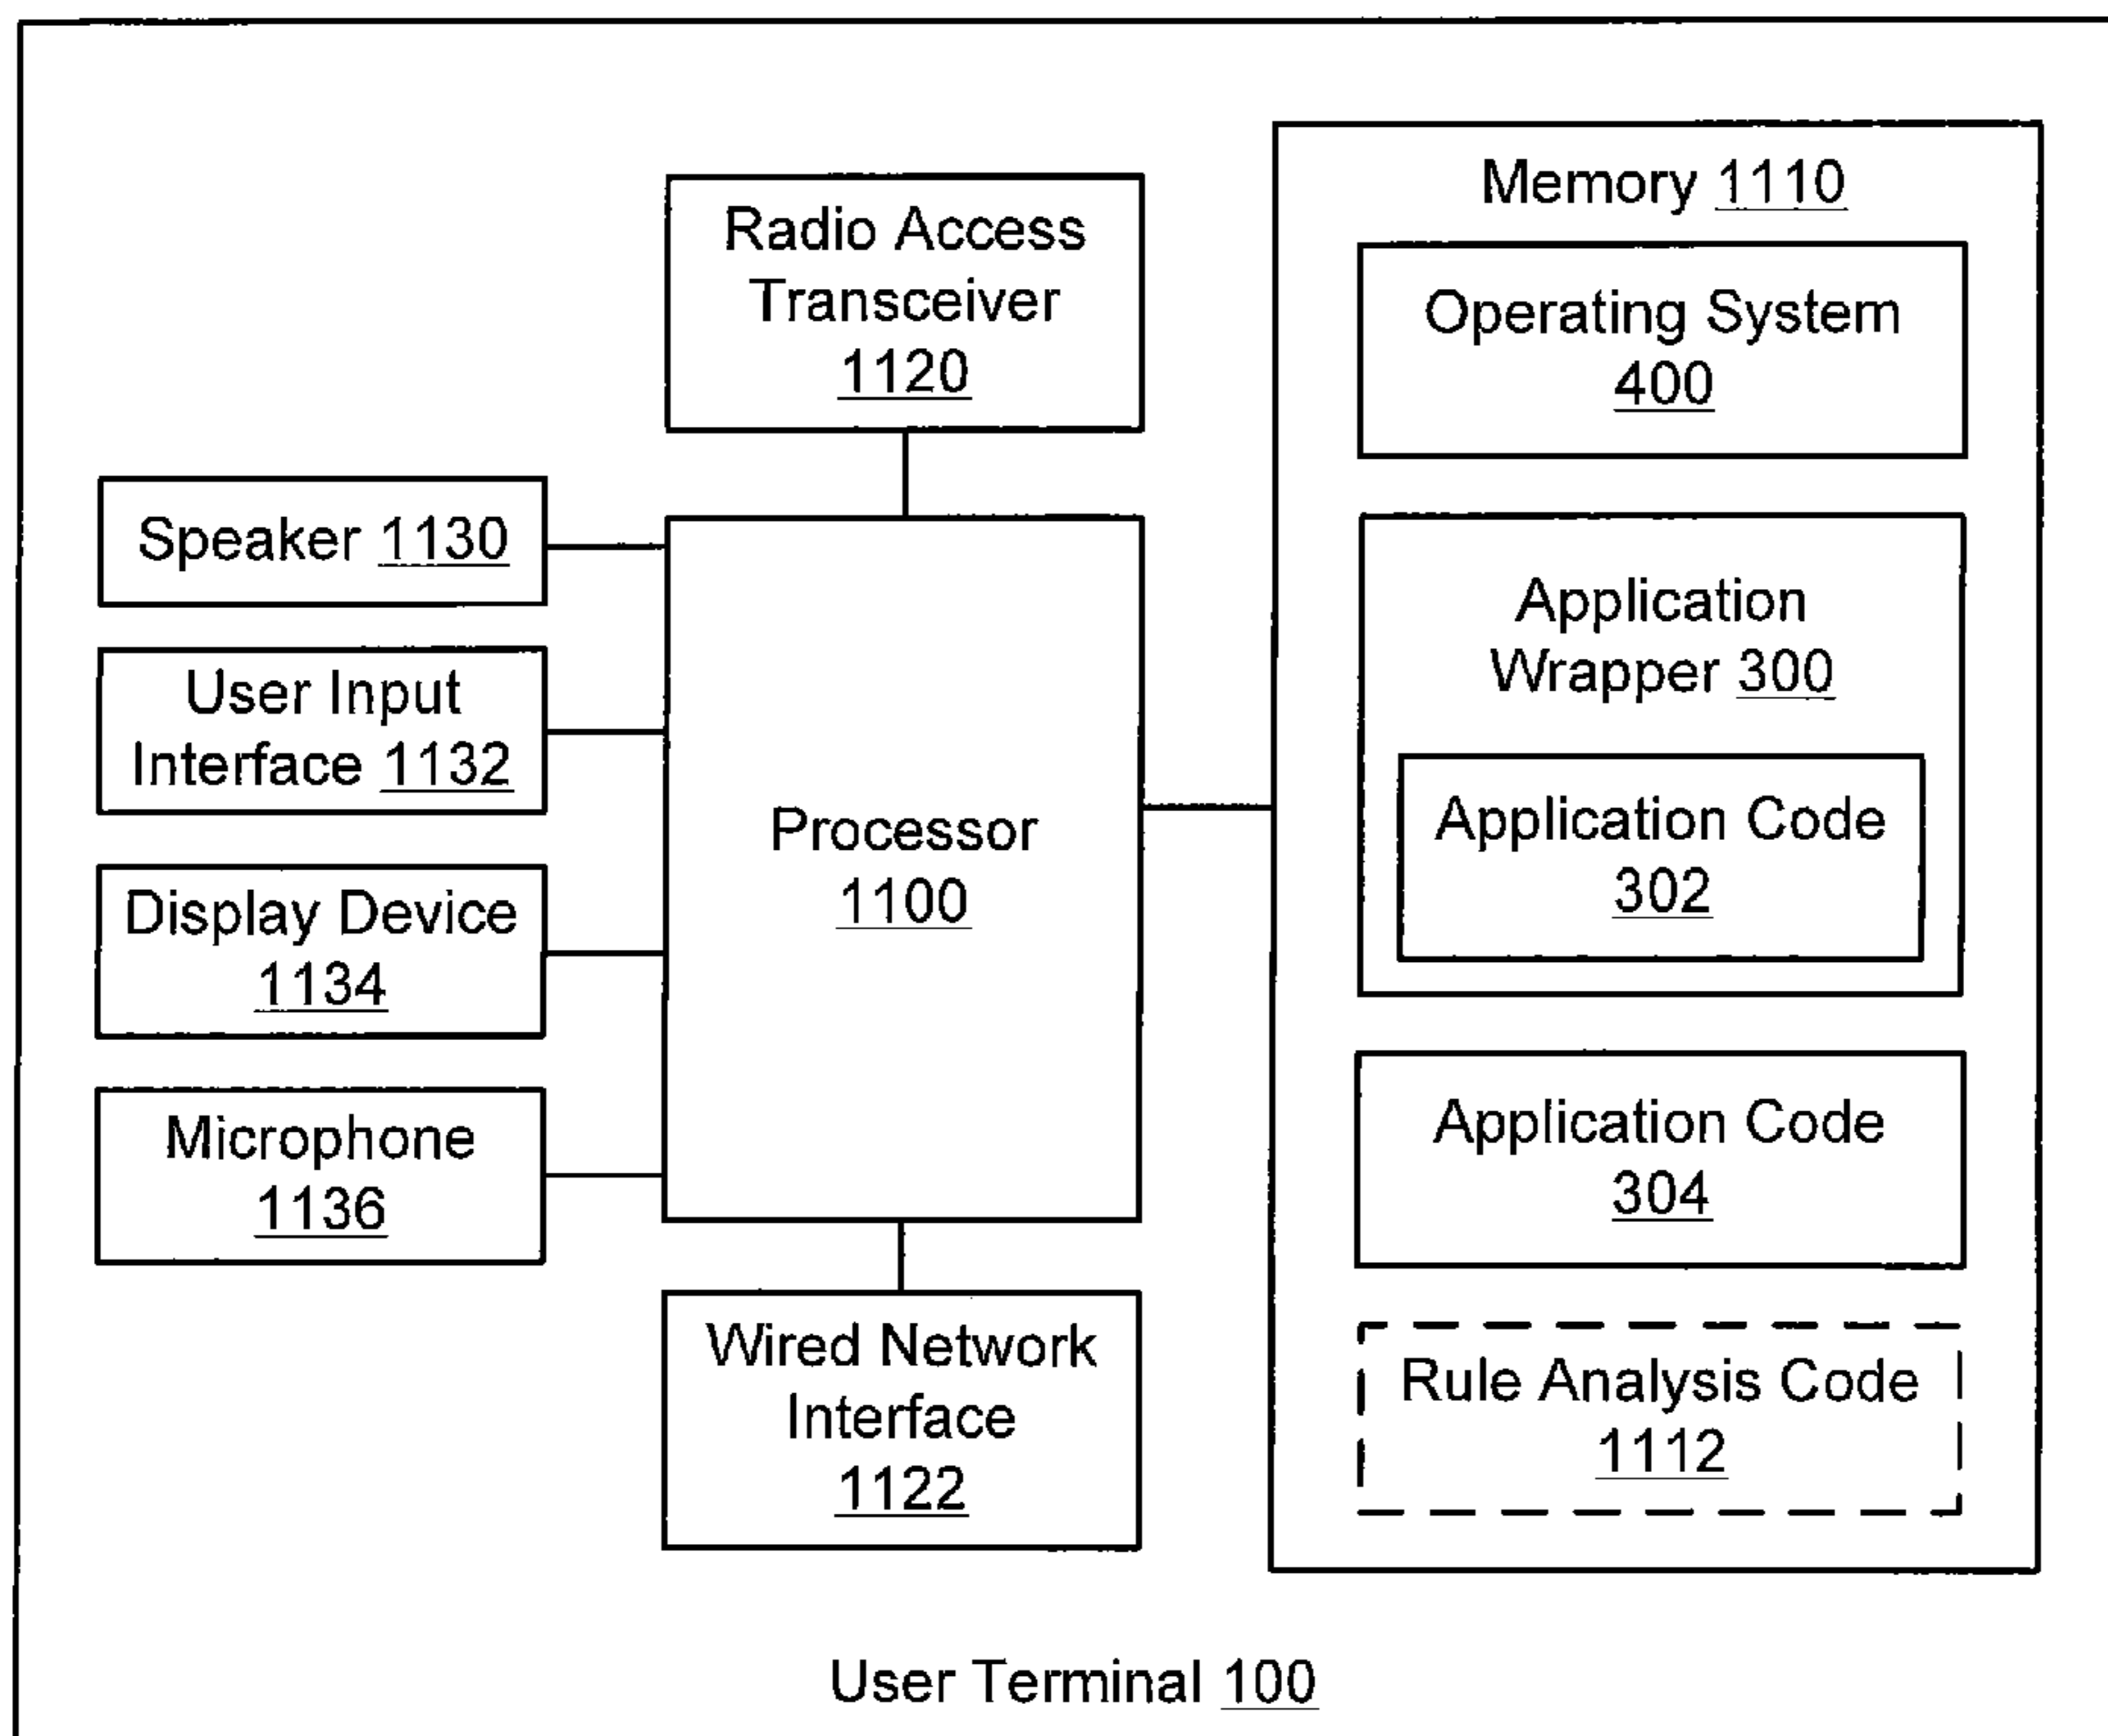 Radio Access
Transceiver
1120
Speaker 1130
User Input
Interface 1132
Display Device
1134
Microphone
1136
Processor
1100
Wired Network
Interface
1122
Memory 1110
Operating System
400
Application
Wrapper 300
Application Code
302
Application Code
304
Rule Analysis Code
1112
User Terminal 100